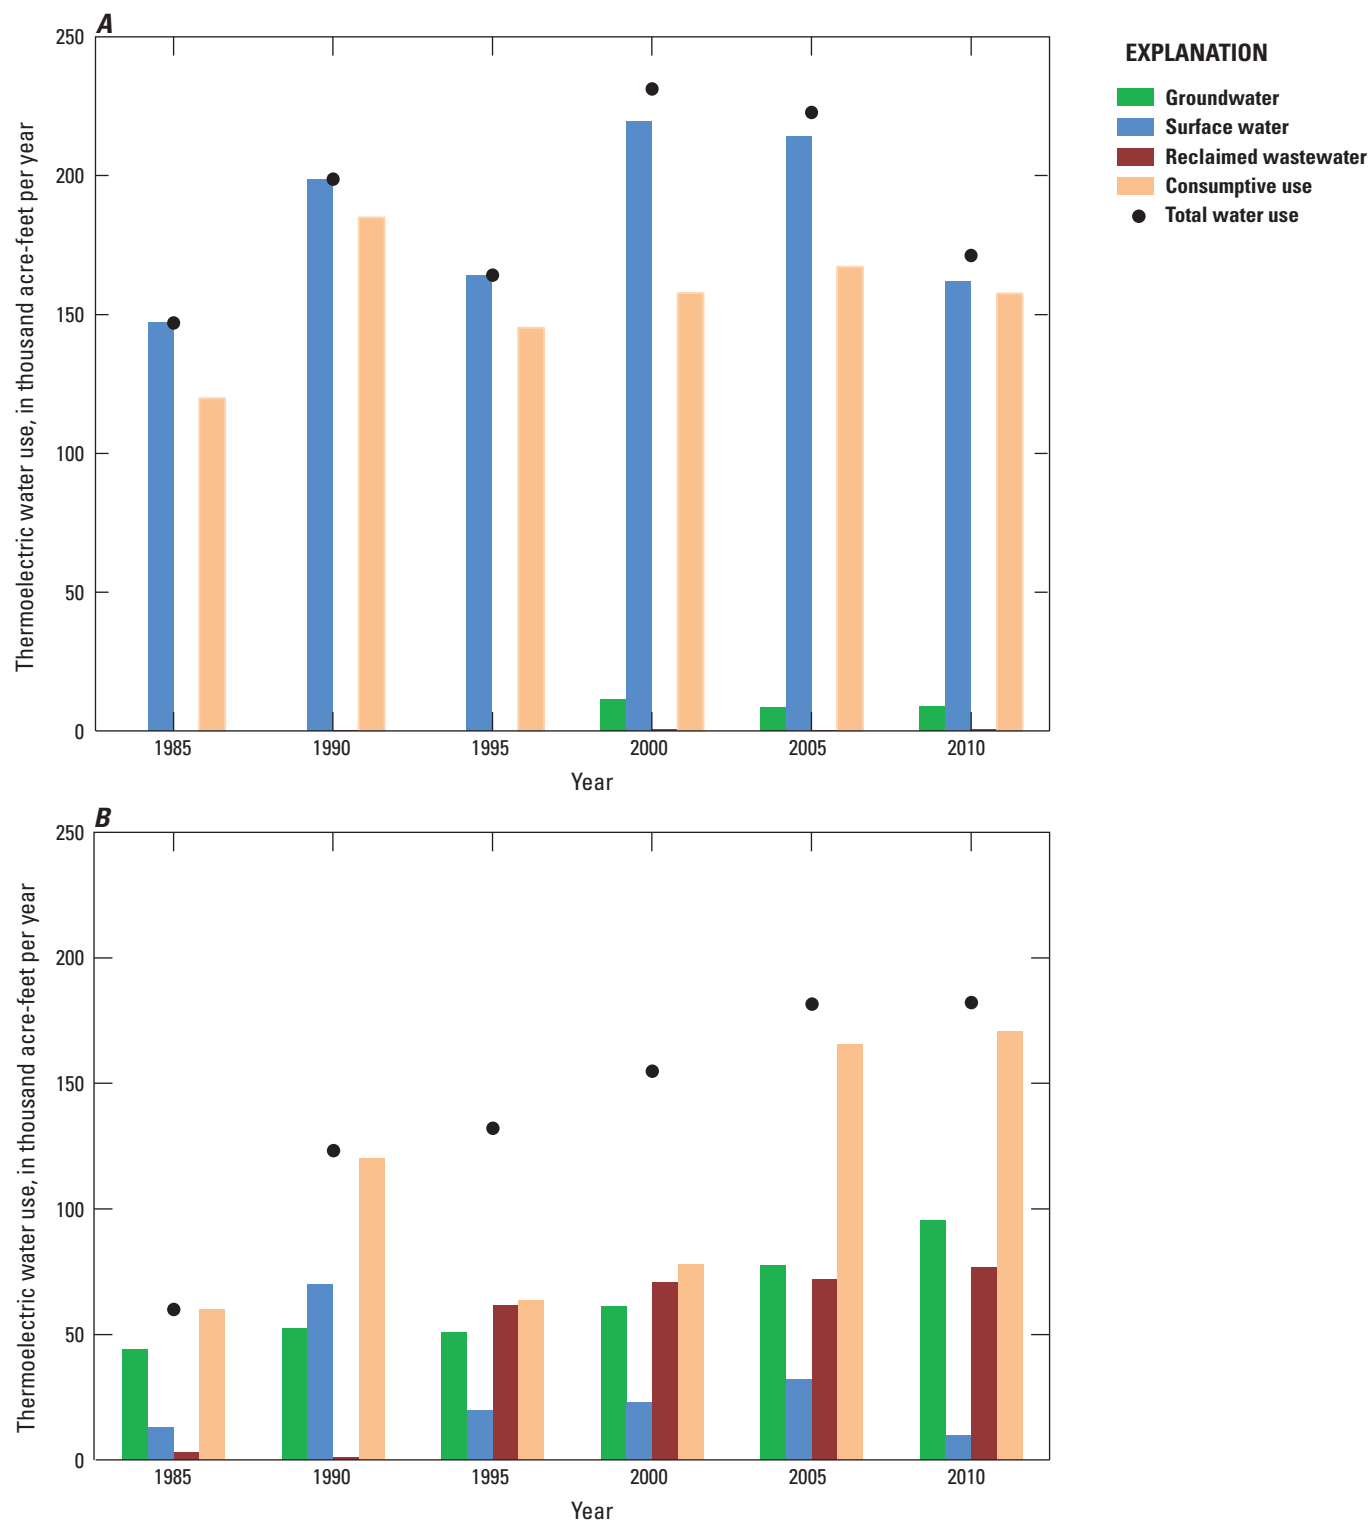 A
250
200
150
100
50
0
Thermoelectric water use, in thousand acre-feet per year
1985 1990 1995 2000 2005 2010
Year
EXPLANATION
Groundwater
Surface water
Reclaimed wastewater
Consumptive use
Total water use
B
250
200
150
100
50
0
Thermoelectric water use, in thousand acre-feet per year
1985 1990 1995 2000 2005 2010
Year